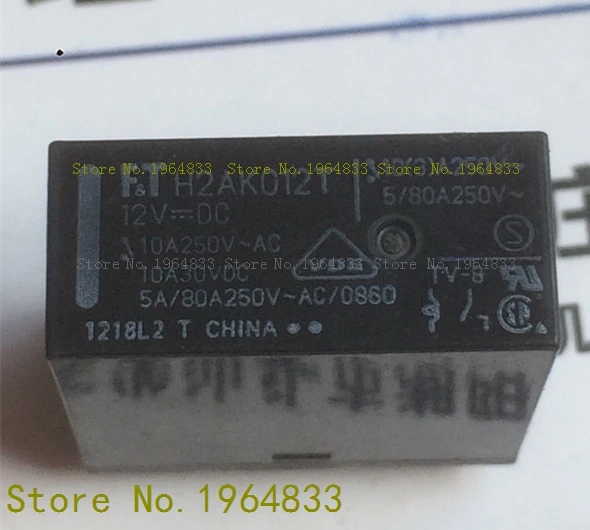 F&T H2AK012T
12V DC
10A250V~AC
10A30VDC
5A/80A250V~AC/0860
1218L2 T CHINA
5/80A250V~
TV-8
Store No. 1964833 Store No. 1964833 Store No. 1964833
Store No. 1964833 Store No. 1964833 Store No. 1964833
Store No. 1964833